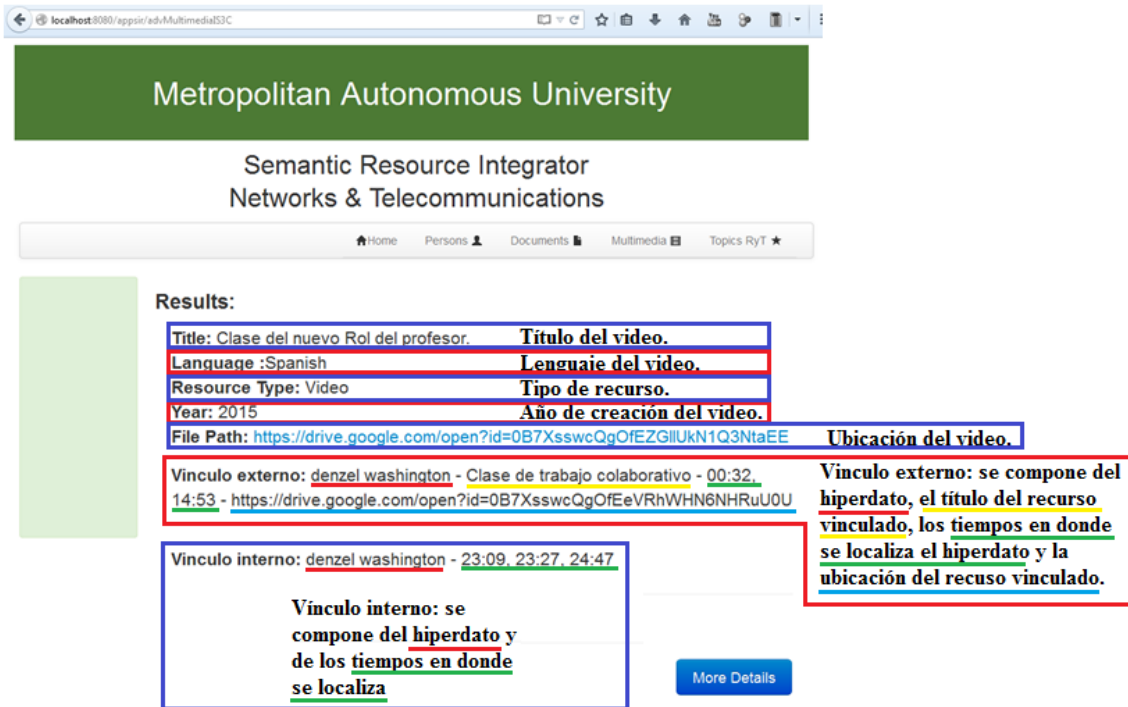 localhost:8080/appsir/advMultimediaIS3C
Metropolitan Autonomous University
Semantic Resource Integrator
Networks & Telecommunications
Home Persons Documents Multimedia Topics RyT
Results:
Title: Clase del nuevo Rol del profesor. Título del video.
Language :Spanish Lenguaje del video.
Resource Type: Video Tipo de recurso.
Year: 2015 Año de creación del video.
File Path: https://drive.google.com/open?id=0B7XsswcQgOfEZGllUkN1Q3NtaEE Ubicación del video.
Vinculo externo: denzel washington - Clase de trabajo colaborativo - 00:32,
14:53 - https://drive.google.com/open?id=0B7XsswcQgOfEeVRhWHN6NHRuU0U
Vinculo externo: se compone del
hiperdato, el título del recurso
vinculado, los tiempos en donde
se localiza el hiperdato y la
ubicación del recuso vinculado.
Vinculo interno: denzel washington - 23:09, 23:27, 24:47
Vínculo interno: se
compone del hiperdato y
de los tiempos en donde
se localiza
More Details